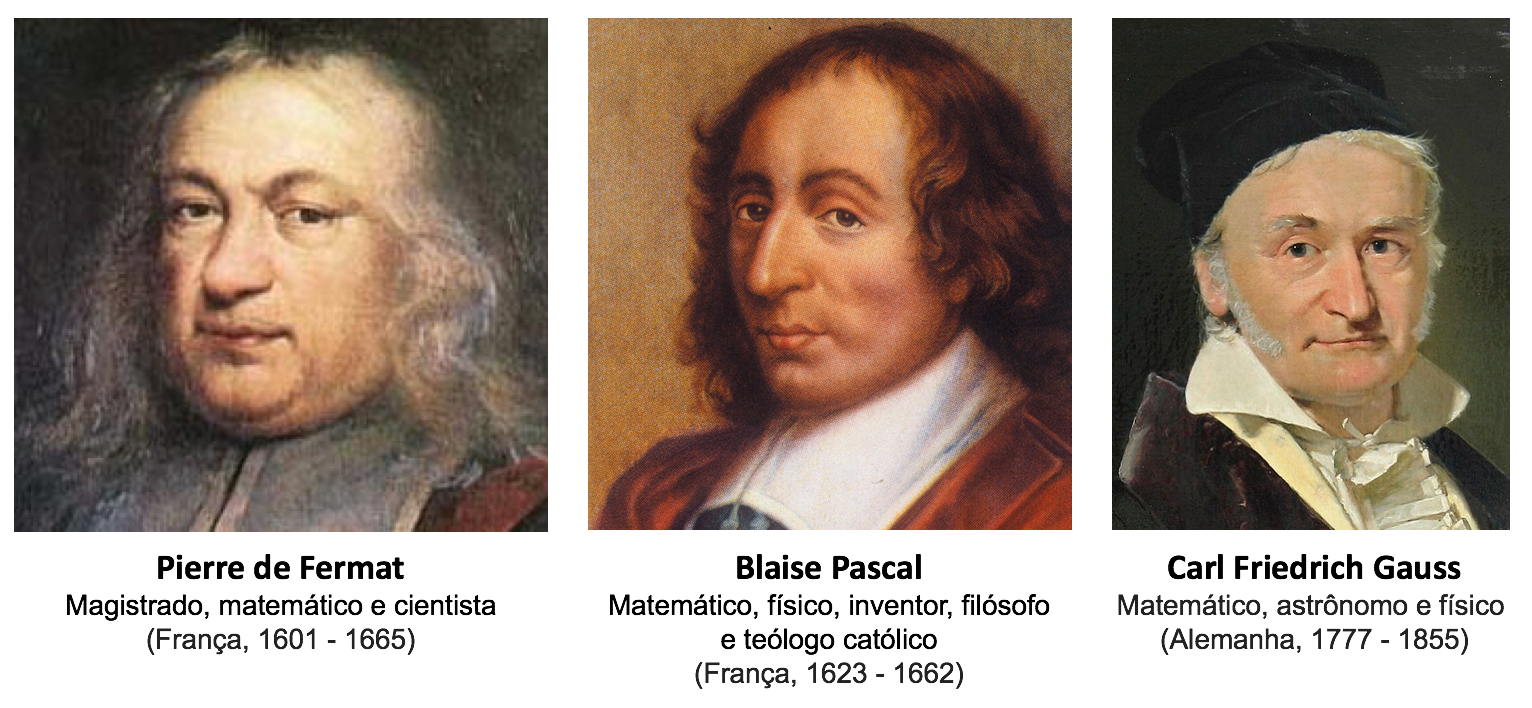 Pierre de Fermat
Magistrado, matemático e cientista
(França, 1601 - 1665)
Blaise Pascal
Matemático, físico, inventor, filósofo
e teólogo católico
(França, 1623 - 1662)
Carl Friedrich Gauss
Matemático, astrônomo e físico
(Alemanha, 1777 - 1855)